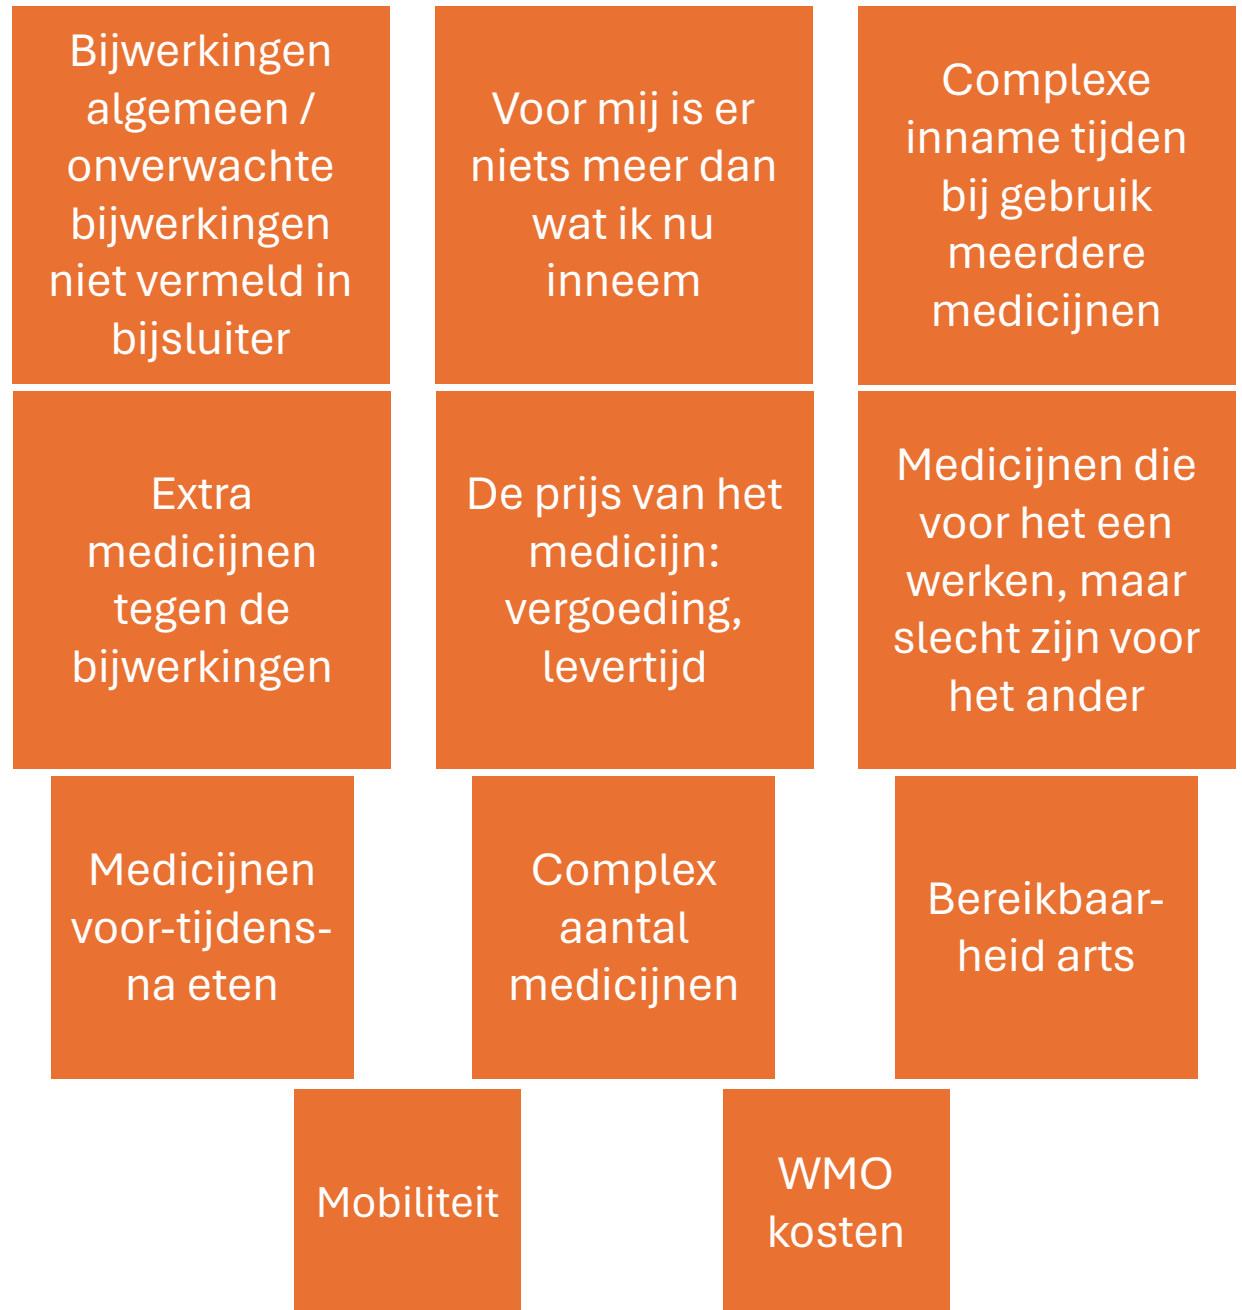 Bijwerkingen
algemeen /
onverwachte
bijwerkingen
niet vermeld in
bijsluiter
Voor mij is er
niets meer dan
wat ik nu
inneem
Complexe
inname tijden
bij gebruik
meerdere
medicijnen
Extra
medicijnen
tegen de
bijwerkingen
De prijs van het
medicijn:
vergoeding,
levertijd
Medicijnen die
voor het een
werken, maar
slecht zijn voor
het ander
Medicijnen
voor-tijdens-
na eten
Complex
aantal
medicijnen
Bereikbaar-
heid arts
Mobiliteit
WMO
kosten